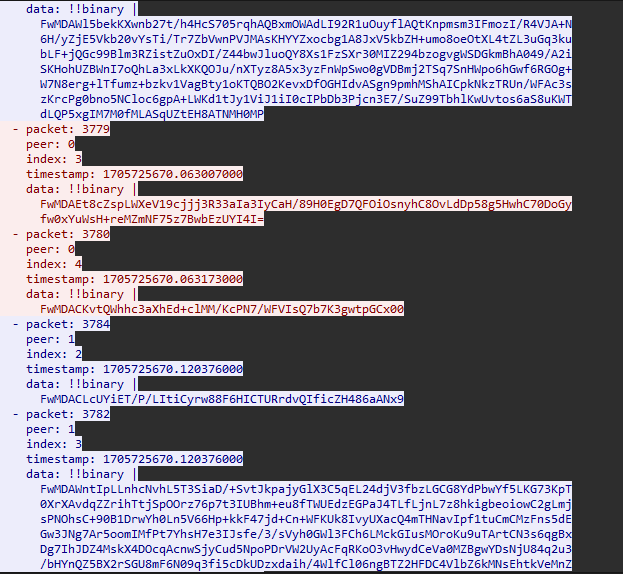 data: !!binary |
FwMDAWl5bekKXwnb27t/h4HcS705rqhAQBxmOWAdLI92R1uOuyflAQtKnpmsm3IFmozI/R4VJA+N
6H/yZjE5Vkb20vYsTi/Tr7ZbVwnPVJMAsKHYYZxocbg1A8JxV5kbZH+umo8oeOtXL4tZL3uGq3ku
bLF+jQGc99Blm3RZistZuOxDI/Z44bwJluoQY8Xs1FzSXr30MIZ294bzogvgWSDGkmBhA049/A2i
SKHohUZBWnI7oQhLa3xLkXKQOJu/nXTyz8A5x3yzFnWpSwo0gVDBmj2TSq7SnHWpo6hGwf6RGOg+
W7N8erg+lTfumz+bzkv1VagBty1oKTQBO2KevxDfOGHIdvASgn9pmhMShAICpkNkzTRUn/WFAc3s
zKrcPg0bno5NCloc6gpA+LWKd1tJy1ViJ1iI0cIPbDb3Pjcn3E7/SuZ99TbhlKwUvtos6aS8uKWT
dLQP5xgIM7M0fMLASqUZtEH8ATNMH0MP
- packet: 3779
peer: 0
index: 3
timestamp: 1705725670.063007000
data: !!binary |
FwMDAEt8cZspLWXeV19cjjj3R33aIa3IyCaH/89H0EgD7QFOiOsnyhC8OvLdDp58g5HwhC70DoGy
fw0xYuWsH+reMZmNF75z7BwbEzUYI4I=
- packet: 3780
peer: 0
index: 4
timestamp: 1705725670.063173000
data: !!binary |
FwMDACKvtQWhhc3aXhEd+clMM/KcPN7/WFVIsQ7b7K3gwtpGCx00
- packet: 3784
peer: 1
index: 2
timestamp: 1705725670.120376000
data: !!binary |
FwMDACLcUYiET/P/LItiCyrw88F6HICTURrdvQIficZH486aANx9
- packet: 3782
peer: 1
index: 3
timestamp: 1705725670.120376000
data: !!binary |
FwMDAWntIpLLnhcNvhL5T3SiaD/+SvtJkpajyGlX3C5qEL24djV3fbzLGCG8YdPbwYf5LKG73KpT
0XrXAvdqZZrihTtjSpOOrz76p7t3IUBhm+eu8fTWUEdzEGPaJ4TLfLjnL7z8hkigbeoiowC2gLmj
sPNOhsC+90B1DrwYh0Ln5V66Hp+kkF47jd+Cn+WFKUk8IvyUXacQ4mTHNavIpf1tuCmCMzFns5dE
Gw3JNg7Ar5oomIMfPt7YhsH7e3IJsfe/3/sVyh0GWl3FCh6LMckGIusMOroKu9uTArtCN3s6qgBx
Dg7IhJDZ4MskX4DOcqAcnwSjyCud5NpoPDrVW2UyAcFqRKoO3vHwydCeVa0MZBgwYDsNjU84q2u3
/bHYnQZ5BX2rSGU8mF6N09q3fi5cDkUDzxdaih/4WlfCl06ngBTZ2HFDC4VlbZ6kMNsEhtkVeMnZ